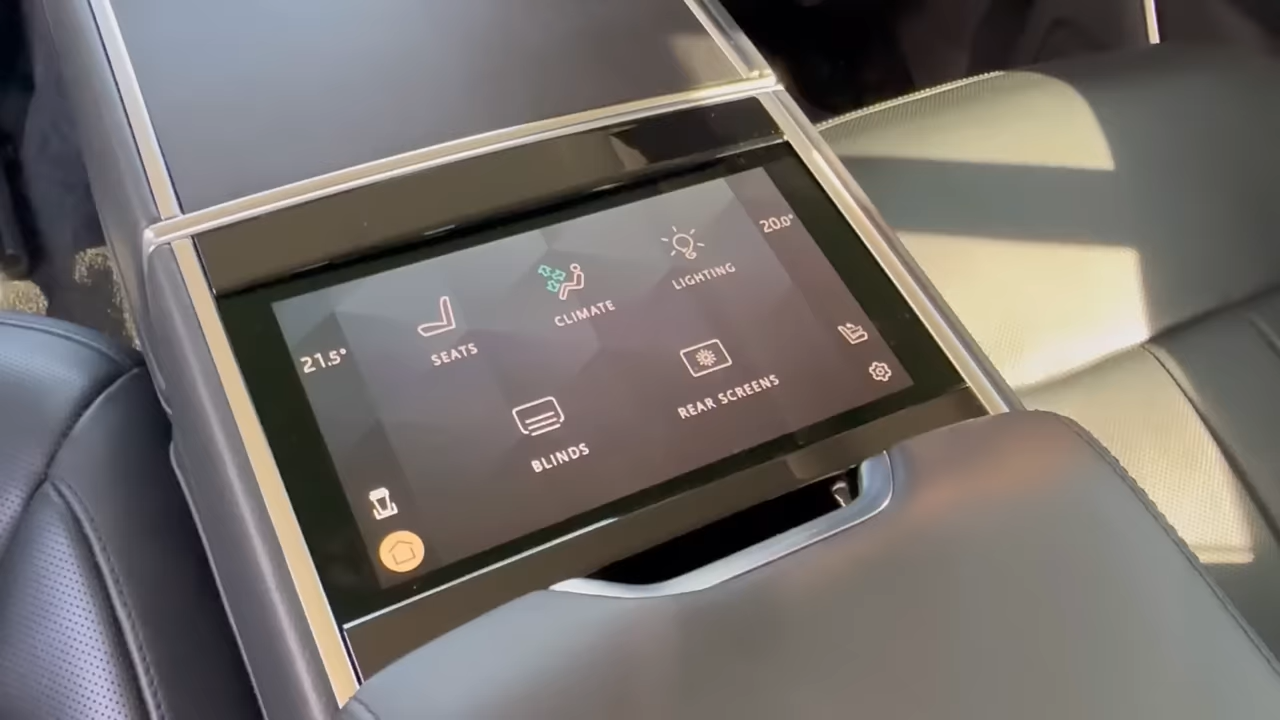 21.5°
SEATS
CLIMATE
LIGHTING
20.0°
BLINDS
REAR SCREENS